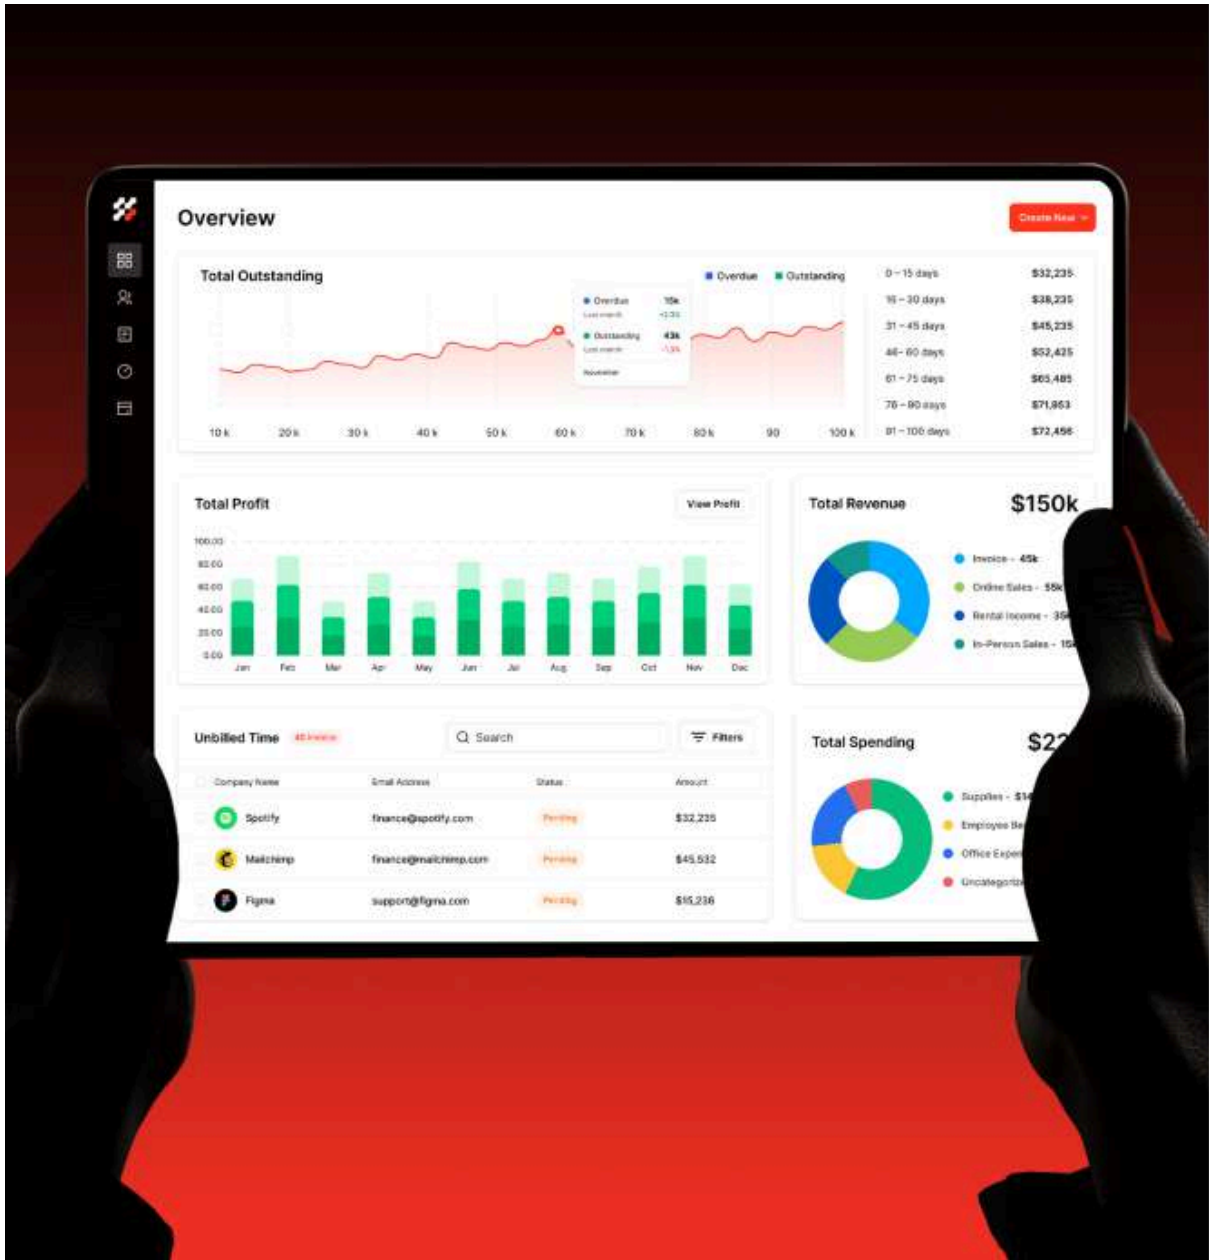 Overview
Create New
Total Outstanding
Overdue
Outstanding
Overdue 15k
Last month
Outstanding 43k
Last month
November
10 k 20 k 30 k 40 k 50 k 60 k 70 k 80 k 90 100 k
0 – 15 days $32,235
16 – 30 days $38,235
31 – 45 days $45,235
46– 60 days $52,425
61 – 75 days $65,485
76 – 90 days
91 – 100 days $72,456
Total Profit
View Profit
100.00
80.00
60.00
40.00
20.00
0.00
Jan Feb Mar Apr May Jun Jul Aug Sep Oct Nov Dec
Total Revenue $150k
Invoice - 45k
Online Sales - 55k
Rental Income - 35k
In-Person Sales - 15k
Unbilled Time
Search
Filters
Company Name Email Address Status Amount
Spotify finance@spotify.com Pending $32,235
Mailchimp finance@mailchimp.com Pending $45,532
Figma support@figma.com Pending $15,236
Total Spending
Supplies -
Employee
Office